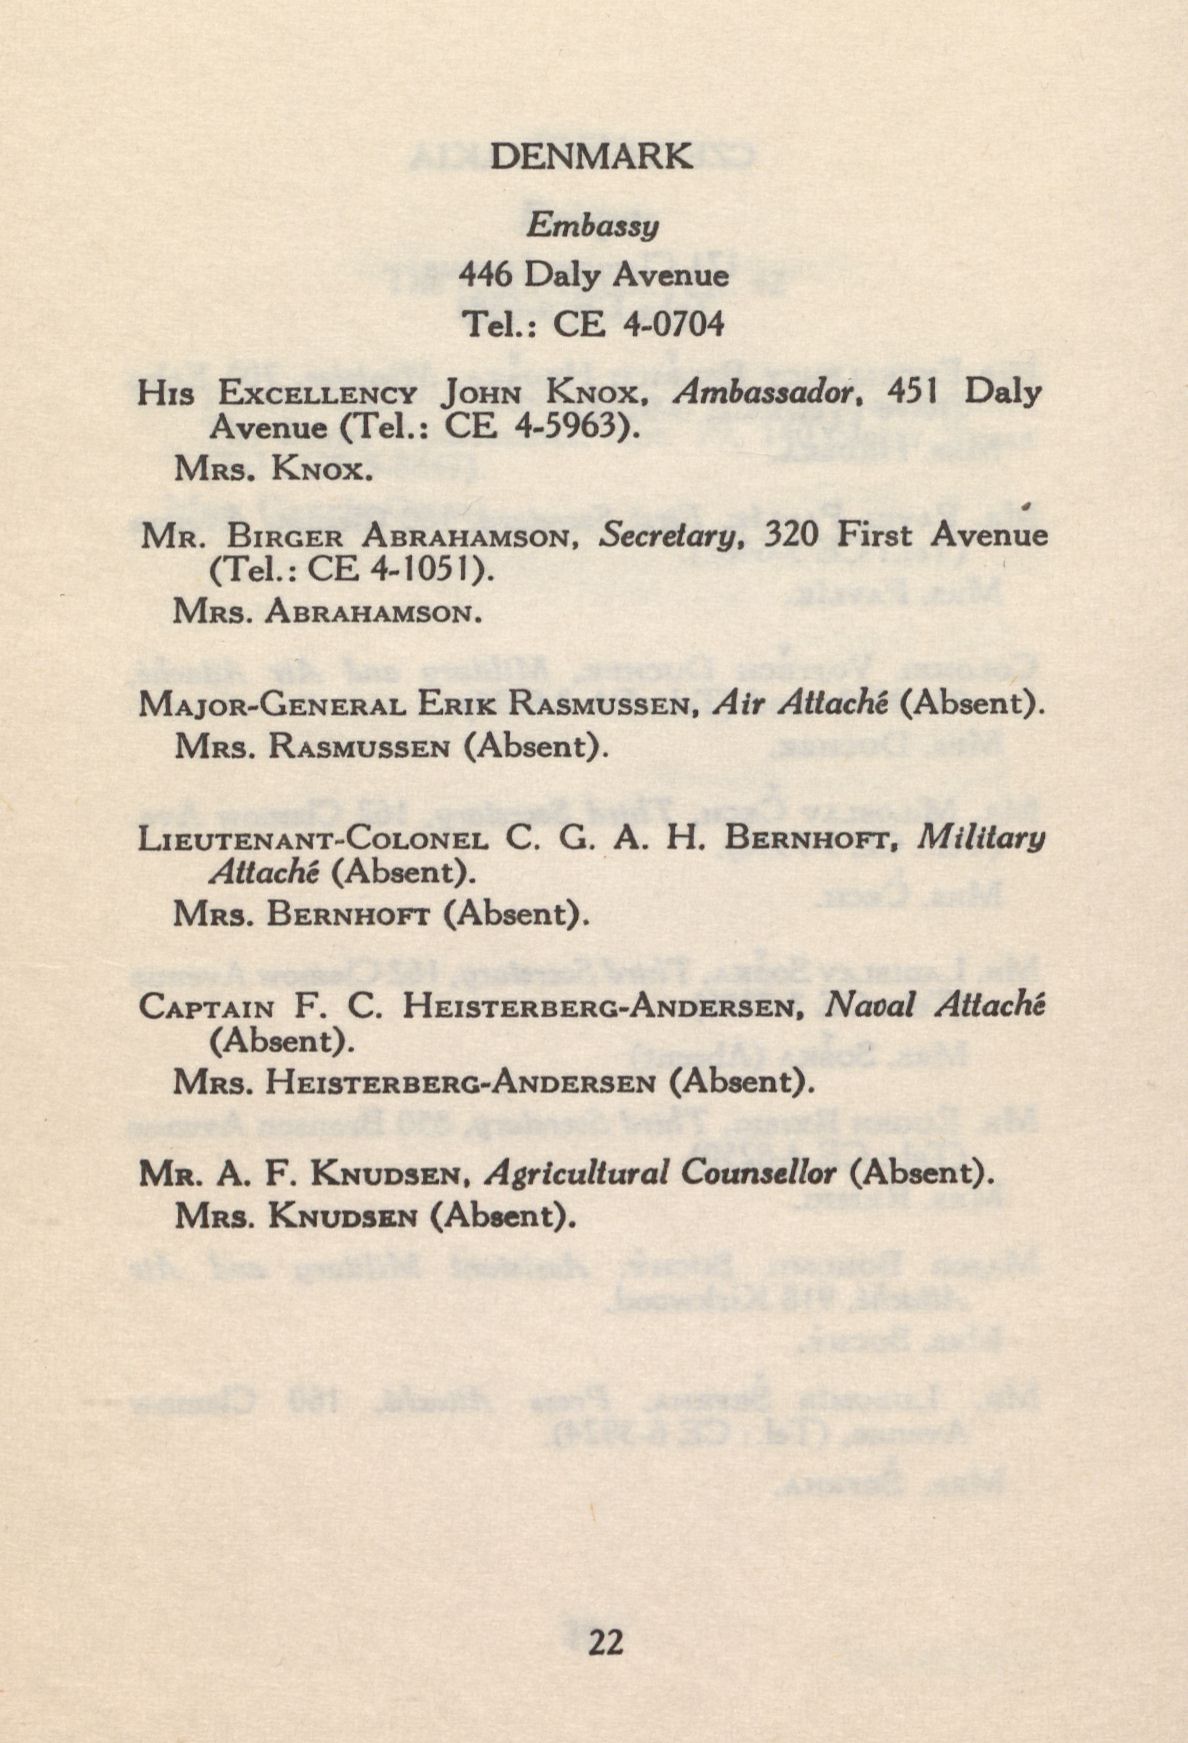 DENMARK
Embassy
446 Daly Avenue
Tel.: CE 4-0704
His Excellency John Knox, Ambassador, 451 Daly
Avenue (Tel.: CE 4-5963).
Mrs. Knox.
Mr. Birger Abrahamson, Secretary, 320 First Avenue
(Tel.: CE 4-1051).
Mrs. Abrahamson.
Major-General Erik Rasmussen, Air Attaché (Absent).
Mrs. Rasmussen (Absent).
Lieutenant-Colonel C. G. A. H. Bernhoft, Military
Attaché (Absent).
Mrs. Bernhoft (Absent).
Captain F. C. Heisterberg-Andersen, Naval Attaché
(Absent).
Mrs. Heisterberg-Andersen (Absent).
Mr. A. F. Knudsen, Agricultural Counsellor (Absent).
Mrs. Knudsen (Absent).
22